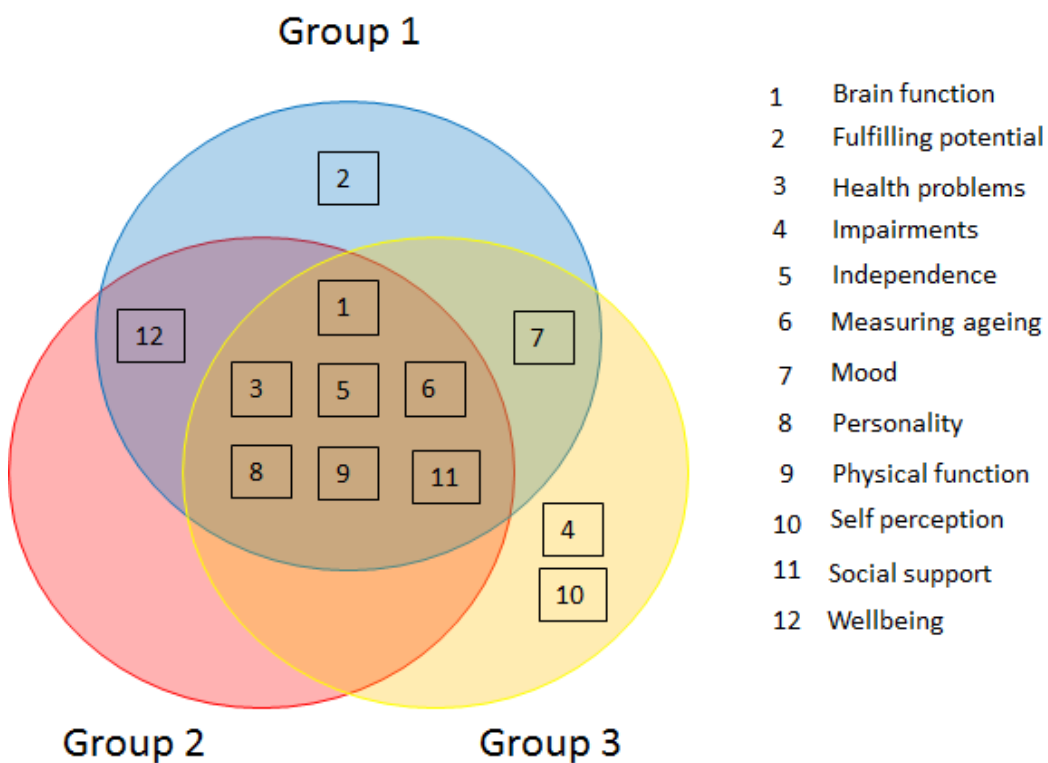 Group 1
2
12
1
7
3
5
6
8
9
11
4
10
Group 2
Group 3
1 Brain function
2 Fulfilling potential
3 Health problems
4 Impairments
5 Independence
6 Measuring ageing
7 Mood
8 Personality
9 Physical function
10 Self perception
11 Social support
12 Wellbeing